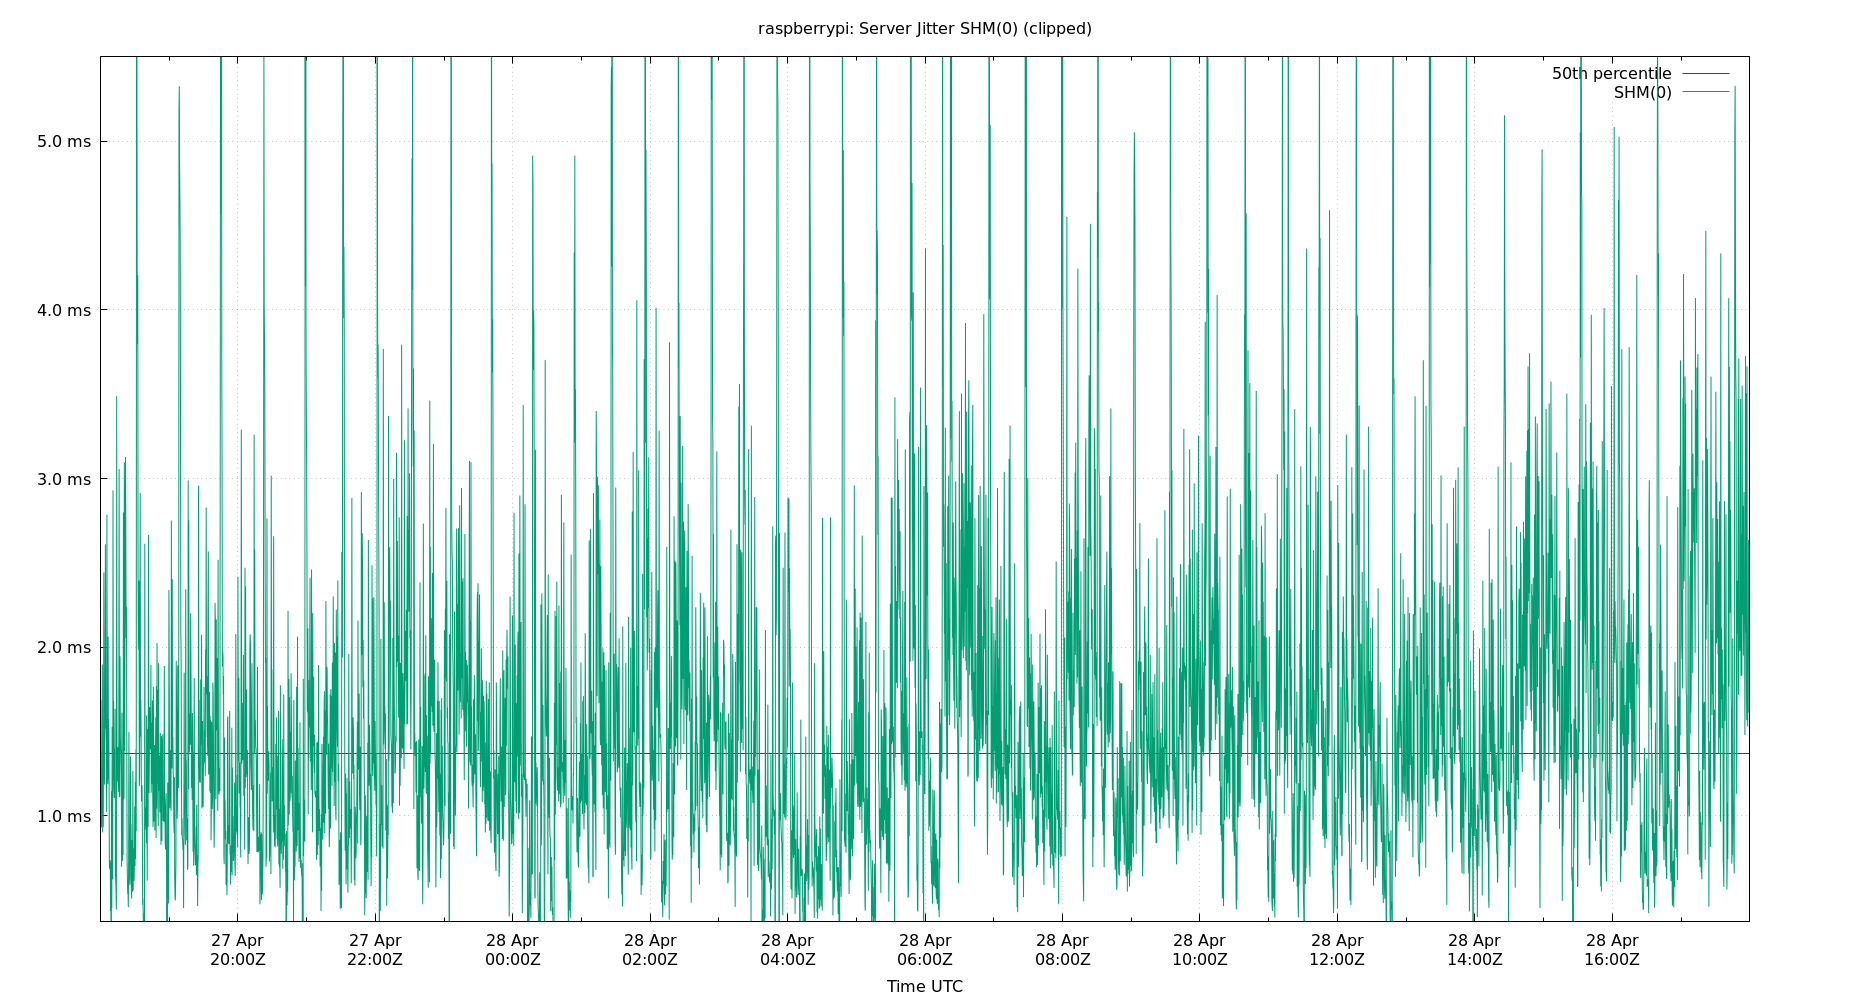 raspberrypi: Server Jitter SHM(0) (clipped)
50th percentile
SHM(0)
5.0 ms
4.0 ms
3.0 ms
2.0 ms
1.0 ms
27 Apr 27 Apr 28 Apr 28 Apr 28 Apr 28 Apr 28 Apr 28 Apr 28 Apr 28 Apr 28 Apr
20:00Z 22:00Z 00:00Z 02:00Z 04:00Z 06:00Z 08:00Z 10:00Z 12:00Z 14:00Z 16:00Z
Time UTC